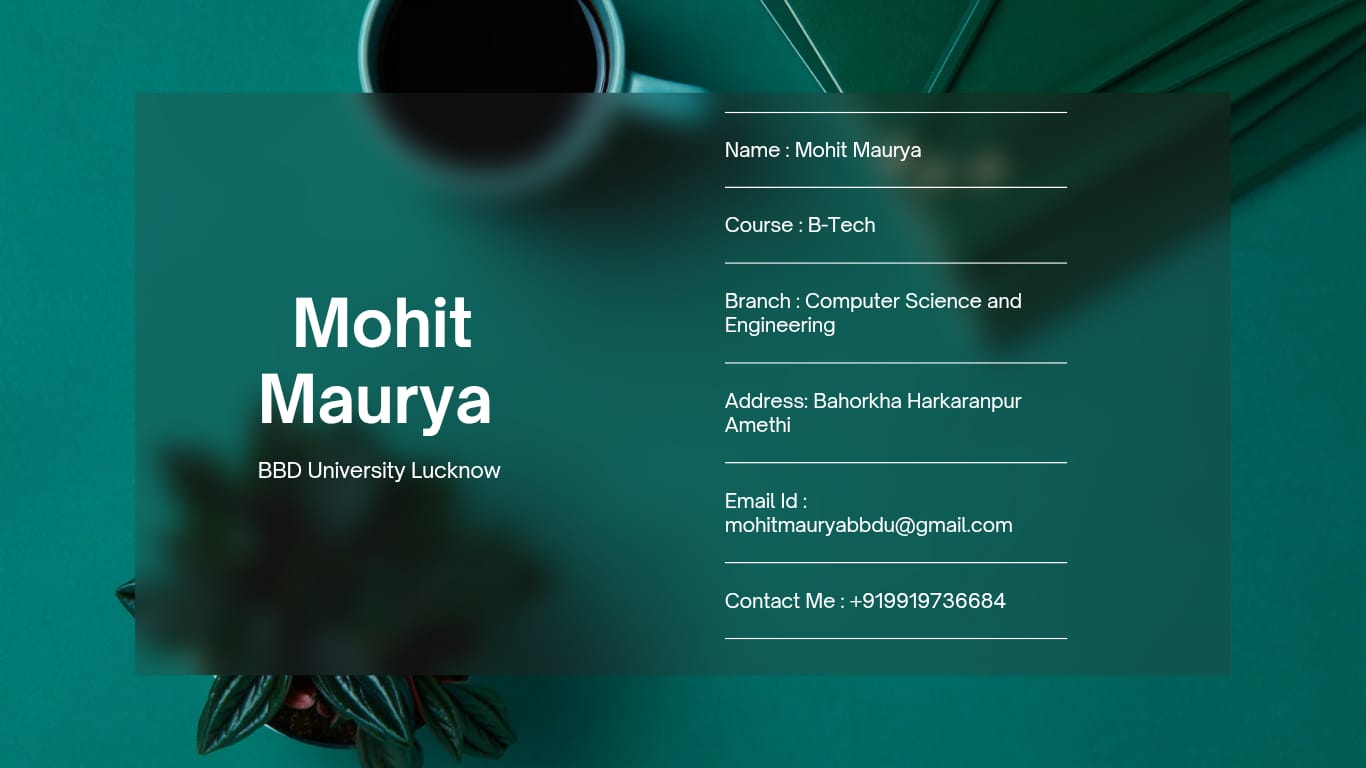 Mohit
Maurya
BBD University Lucknow
Name : Mohit Maurya
Course : B-Tech
Branch : Computer Science and
Engineering
Address: Bahorkha Harkaranpur
Amethi
Email Id :
mohitmauryabbdu@gmail.com
Contact Me : +919919736684